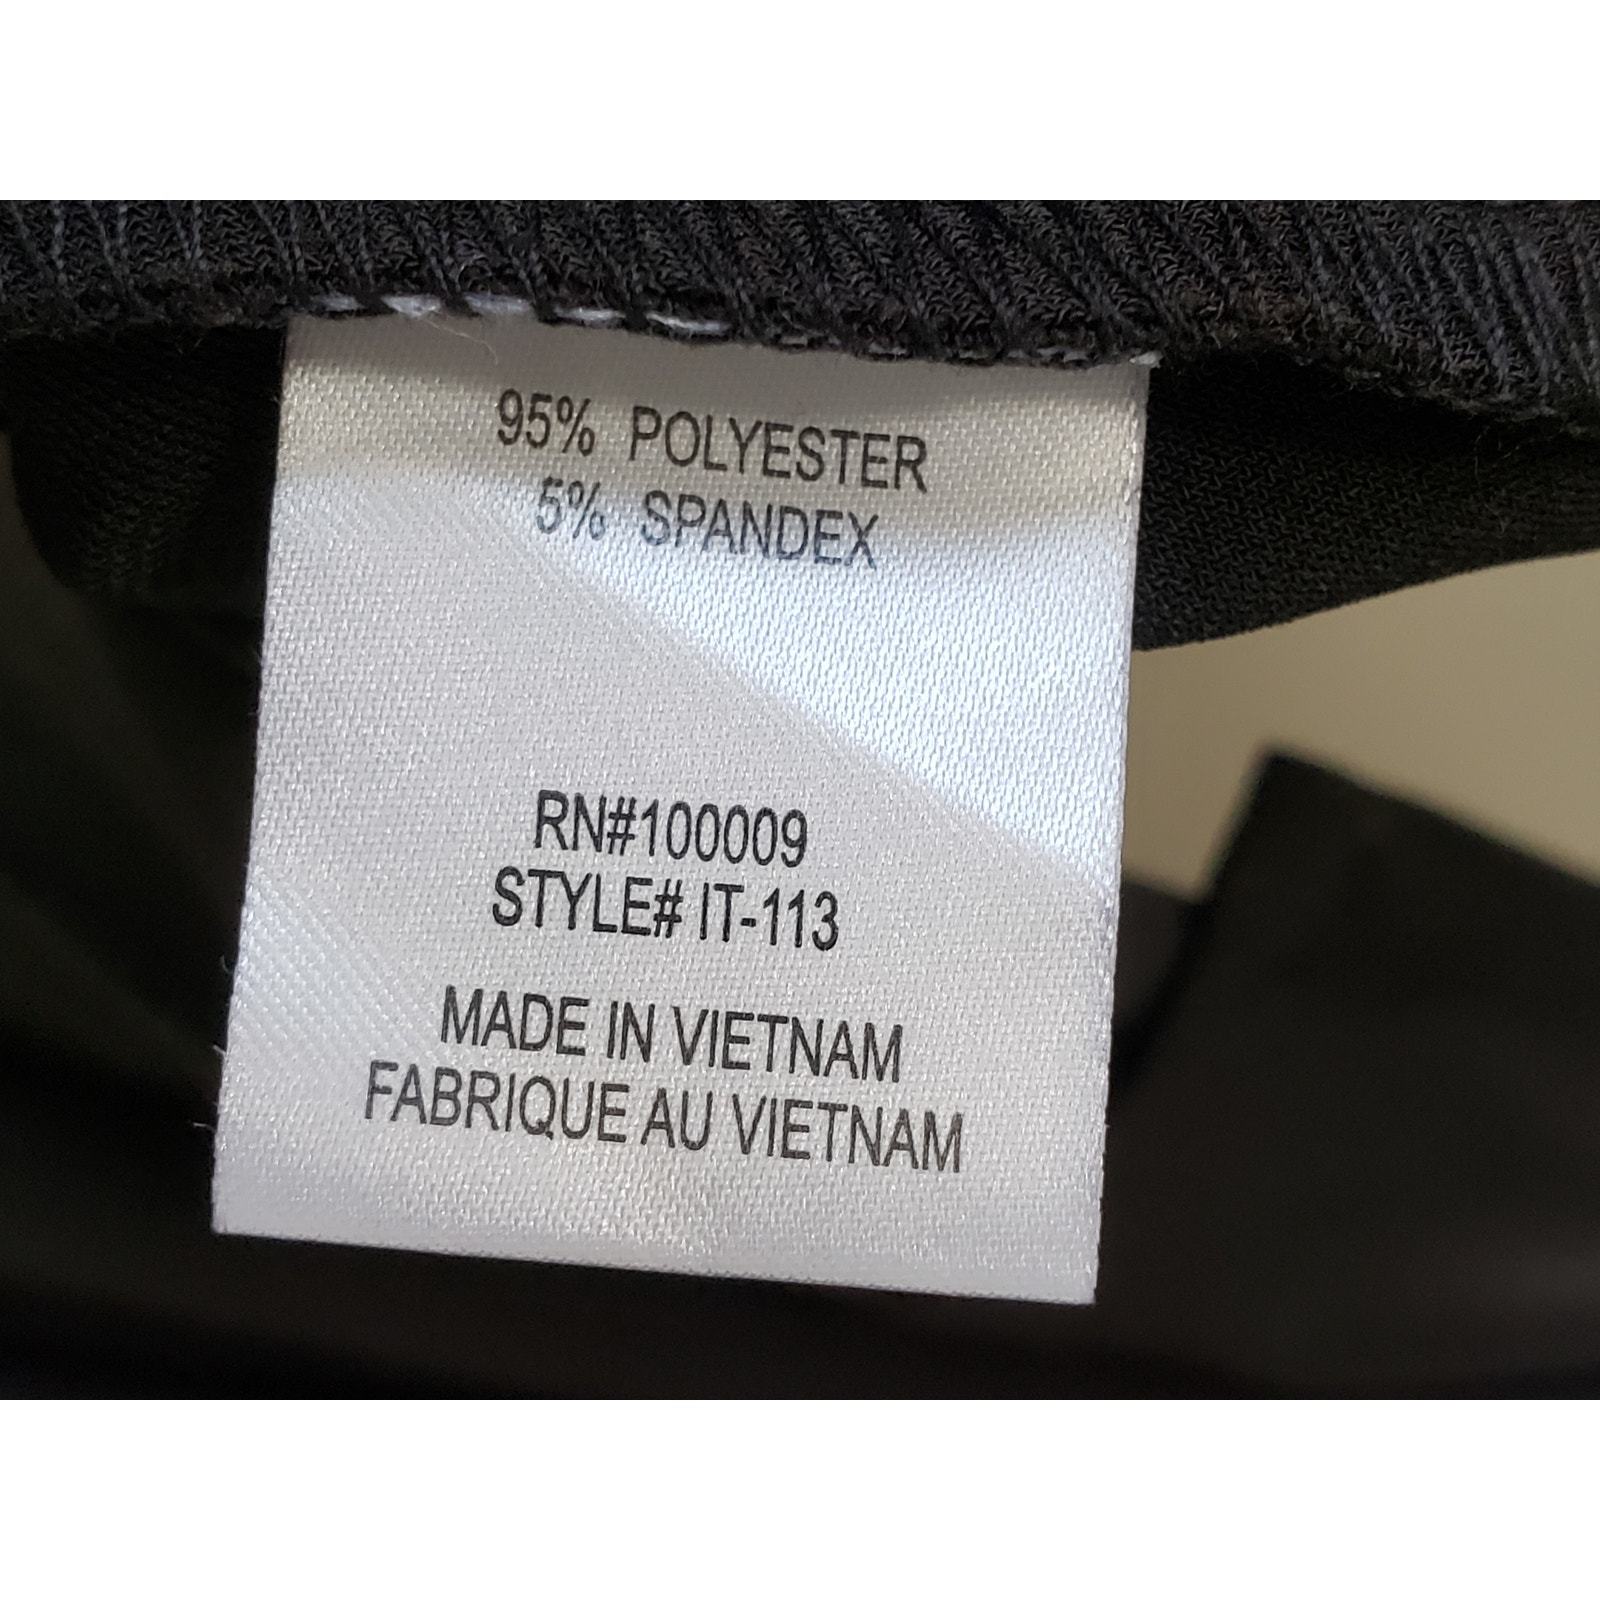 95% POLYESTER
5% SPANDEX
RN#100009
STYLE# IT-113
MADE IN VIETNAM
FABRIQUE AU VIETNAM